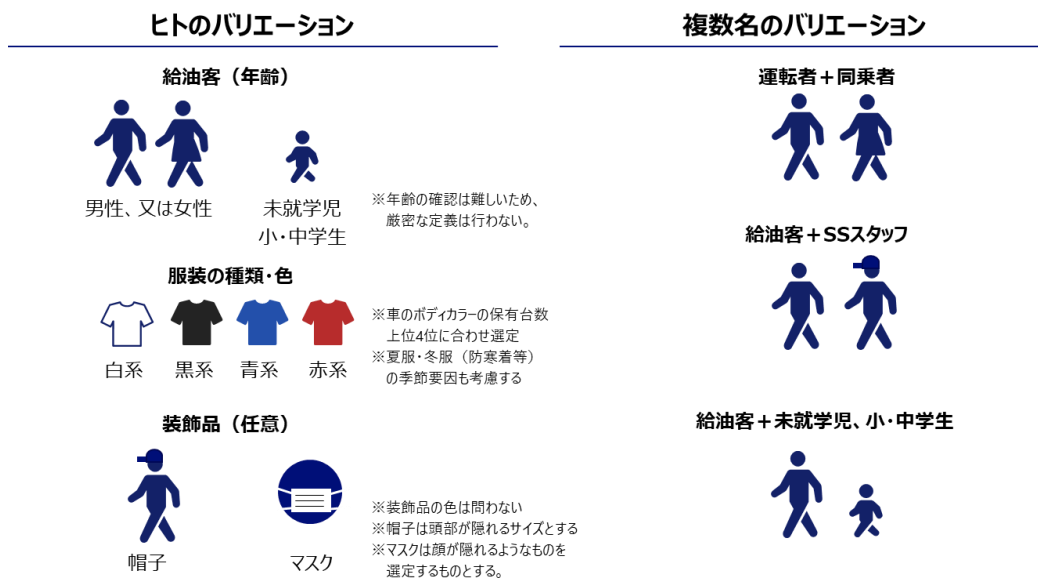 ヒトのバリエーション
給油客（年齢）
男性、又は女性
未就学児
小・中学生
※年齢の確認は難しいため、
厳密な定義は行わない。
服装の種類・色
白系
黒系
青系
赤系
※車のボディカラーの保有台数
上位4位に合わせ選定
※夏服・冬服（防寒着等）
の季節要因も考慮する
装飾品（任意）
帽子
マスク
※装飾品の色は問わない
※帽子は頭部が隠れるサイズとする
※マスクは顔が隠れるようなものを
選定するものとする。
複数名のバリエーション
運転者＋同乗者
給油客＋SSスタッフ
給油客＋未就学児、小・中学生